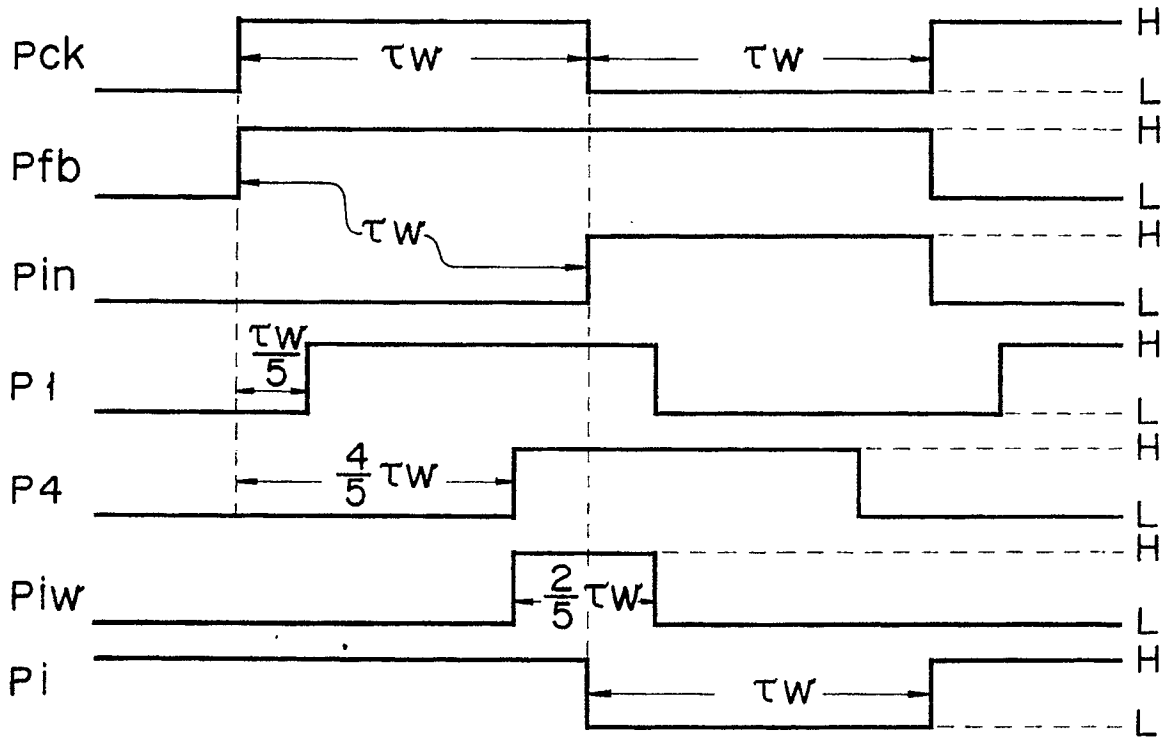 Pck τw τw H
L
Pfb H
L
τw
Pin H
L
τw/5
P1 H
L
P4 4/5 τw H
L
Piw 2/5 τw H
L
Pi τw H
L